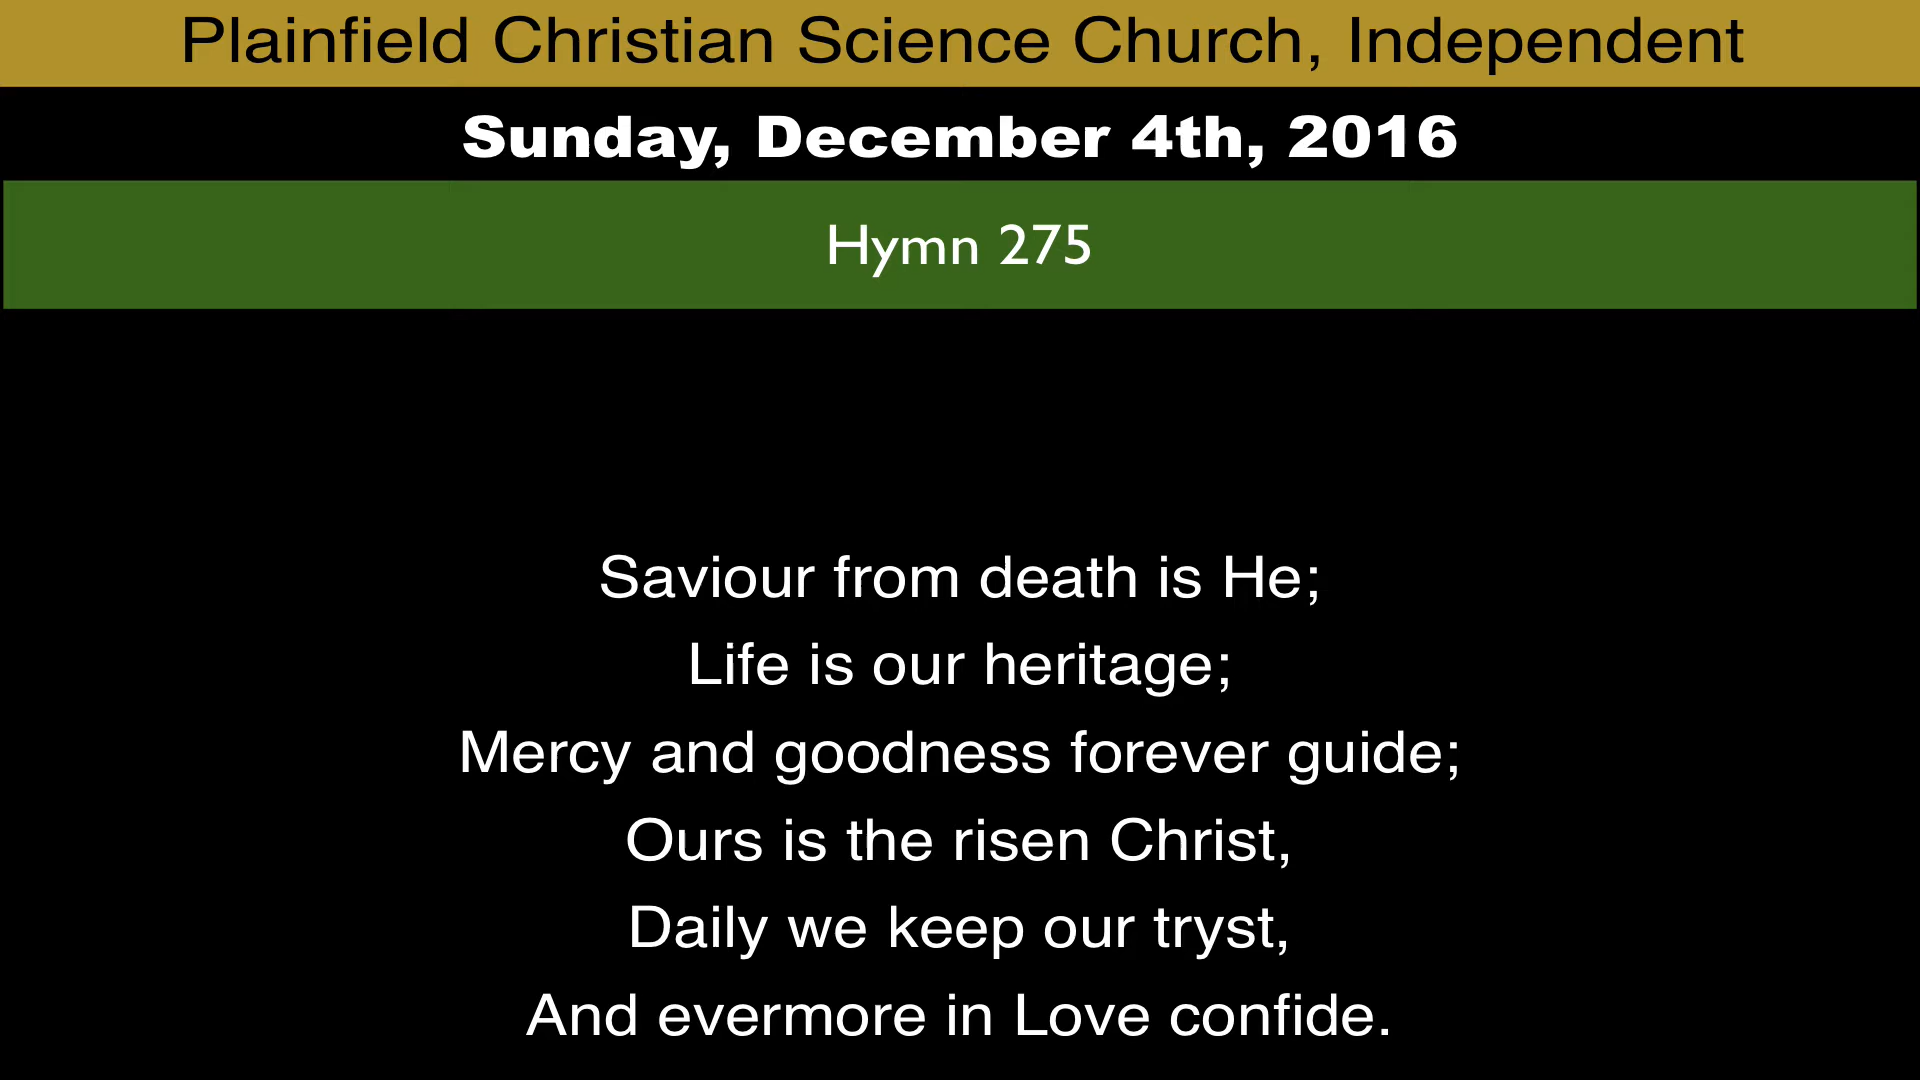 Plainfield Christian Science Church, Independent
Sunday, December 4th, 2016
Hymn 275
Saviour from death is He;
Life is our heritage;
Mercy and goodness forever guide;
Ours is the risen Christ,
Daily we keep our tryst,
And evermore in Love confide.